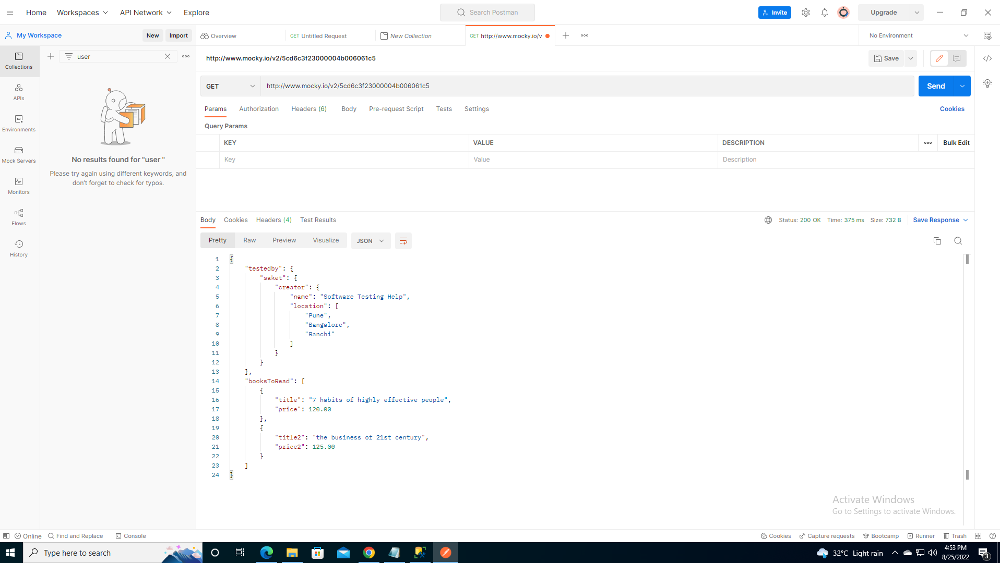 Home Workspaces API Network Explore Search Postman Invite Upgrade
My Workspace New Import Overview GET Untitled Request New Collection GET http://www.mocky.io/v No Environment
user
http://www.mocky.io/v2/5cd6c3f23000004b006061c5 Save
Collections
APIs
Environments
Mock Servers
Monitors
Flows
History
No results found for "user "
Please try again using different keywords, and
don't forget to check for typos.
GET http://www.mocky.io/v2/5cd6c3f23000004b006061c5 Send
Params Authorization Headers (6) Body Pre-request Script Tests Settings Cookies
Query Params
KEY VALUE DESCRIPTION Bulk Edit
Key Value Description
Body Cookies Headers (4) Test Results Status: 200 OK Time: 375 ms Size: 732 B Save Response
Pretty Raw Preview Visualize JSON
1 {
2 "testedby": {
3 "saket": {
4 "creator": {
5 "name": "Software Testing Help",
6 "location": [
7 "Pune",
8 "Bangalore",
9 "Ranchi"
10 ]
11 }
12 }
13 },
14 "booksToRead": [
15 {
16 "title": "7 habits of highly effective people",
17 "price": 120.00
18 },
19 {
20 "title2": "the business of 21st century",
21 "price2": 125.00
22 }
23 ]
24 }
Activate Windows
Go to Settings to activate Windows.
Online Find and Replace Console Cookies Capture requests Bootcamp Runner Trash
Type here to search 32°C Light rain 4:53 PM
8/25/2022 3